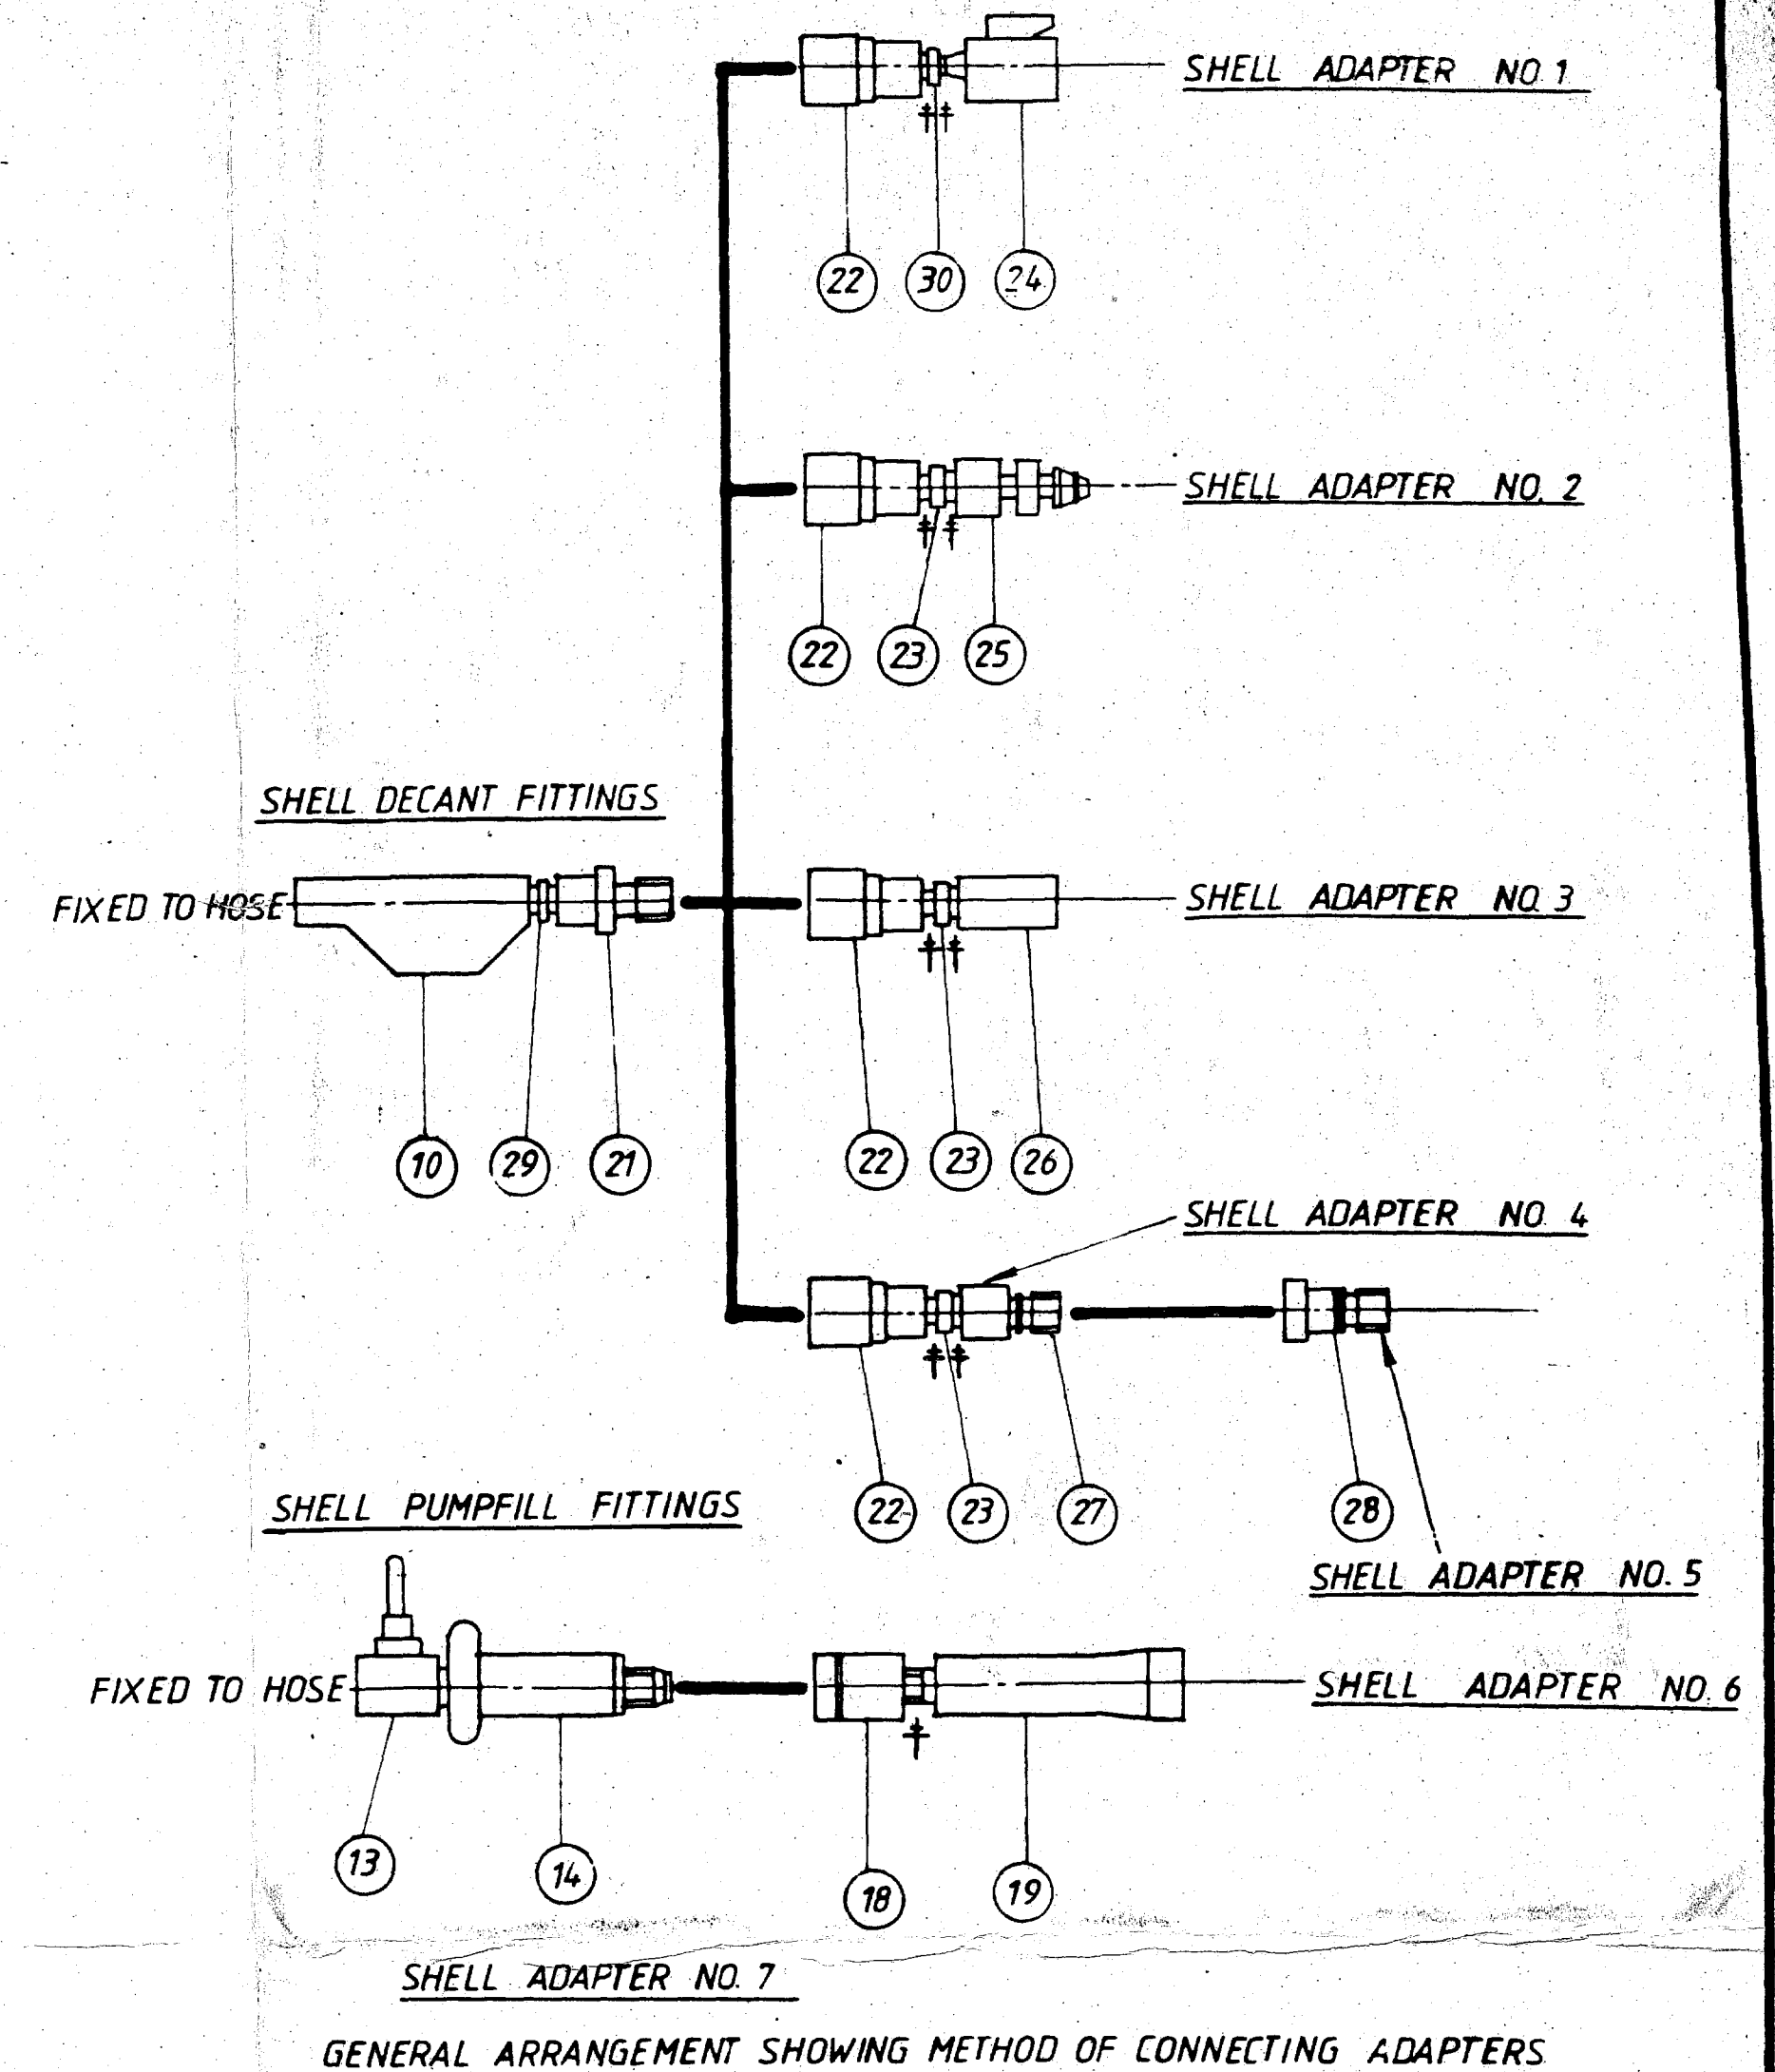 SHELL ADAPTER NO. 1
22 30 24
SHELL ADAPTER NO. 2
22 23 25
SHELL DECANT FITTINGS
FIXED TO HOSE
SHELL ADAPTER NO. 3
10 29 21
22 23 26
SHELL ADAPTER NO. 4
SHELL PUMPFILL FITTINGS
22 23 27 28
SHELL ADAPTER NO. 5
FIXED TO HOSE
SHELL ADAPTER NO. 6
13 14 18 19
SHELL ADAPTER NO. 7
GENERAL ARRANGEMENT SHOWING METHOD OF CONNECTING ADAPTERS